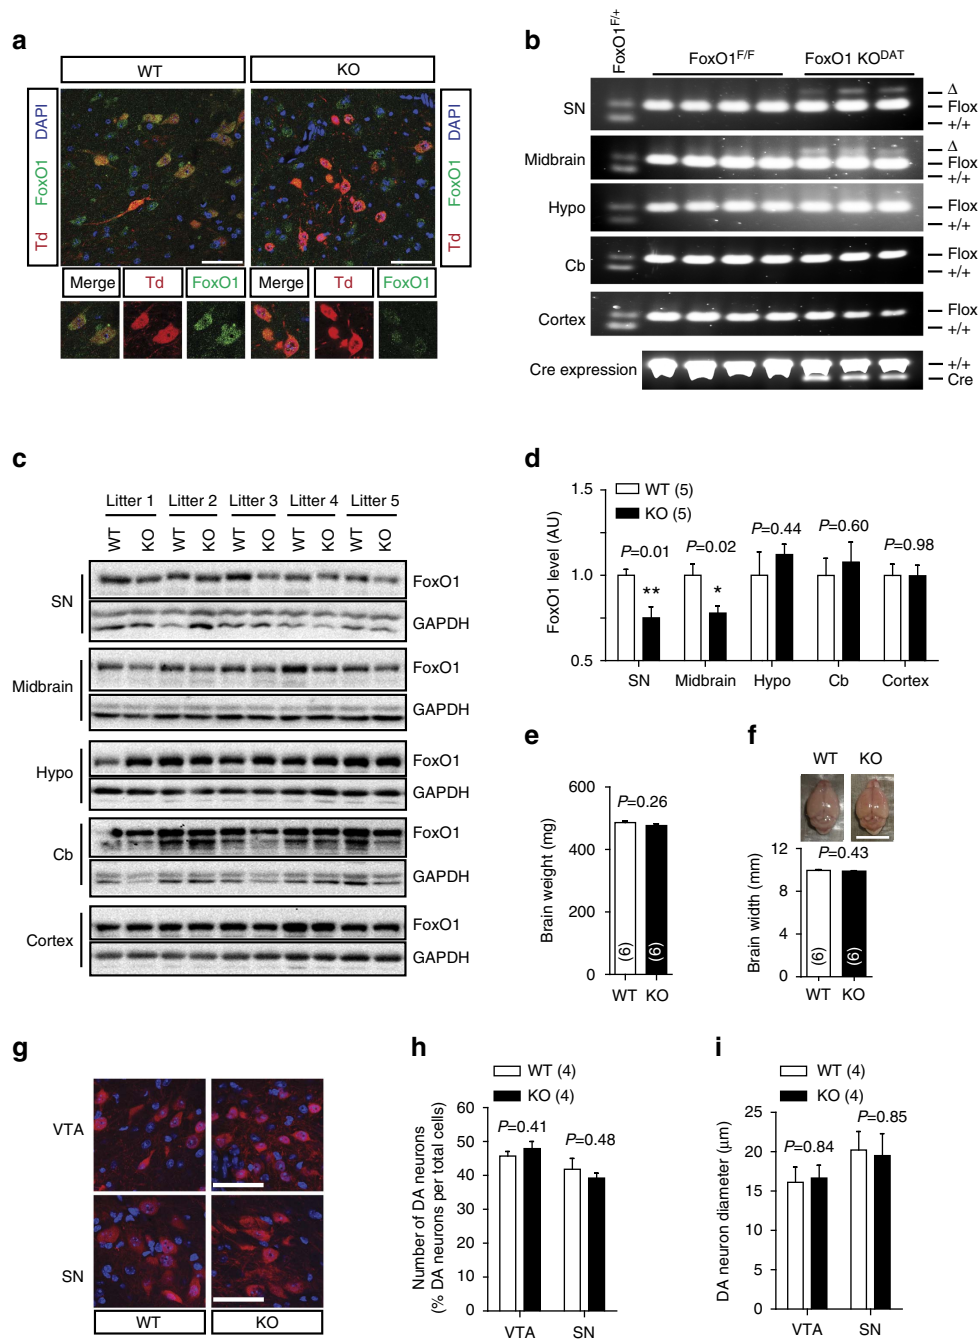 a
WT
KO
Td FoxO1 DAPI
Td FoxO1 DAPI
Merge Td FoxO1 Merge Td FoxO1
b
FoxO1F/+
FoxO1F/F
FoxO1 KODAT
SN
Δ
Flox
+/+
Midbrain
Δ
Flox
+/+
Hypo
Flox
+/+
Cb
Flox
+/+
Cortex
Flox
+/+
Cre expression
+/+
Cre
c
Litter 1 Litter 2 Litter 3 Litter 4 Litter 5
WT KO WT KO WT KO WT KO WT KO
SN
FoxO1
GAPDH
Midbrain
FoxO1
GAPDH
Hypo
FoxO1
GAPDH
Cb
FoxO1
GAPDH
Cortex
FoxO1
GAPDH
d
WT (5)
KO (5)
FoxO1 level (AU)
1.5
1.0
0.5
P=0.01
P=0.02
P=0.44
P=0.60
P=0.98
**
*
SN Midbrain Hypo Cb Cortex
e
Brain weight (mg)
600
400
200
0
P=0.26
(6) (6)
WT KO
f
WT KO
Brain width (mm)
12
8
4
0
P=0.43
(6) (6)
WT KO
g
VTA
SN
WT KO
h
WT (4)
KO (4)
Number of DA neurons
(% DA neurons per total cells)
60
50
40
30
20
10
0
P=0.41
P=0.48
VTA SN
i
WT (4)
KO (4)
DA neuron diameter (μm)
25
20
15
10
5
0
P=0.84
P=0.85
VTA SN